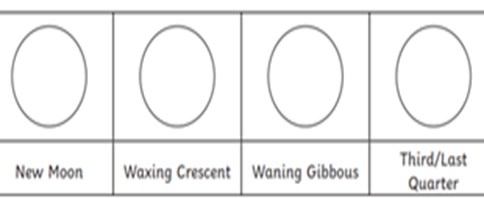 New Moon
Waxing Crescent
Waning Gibbous
Third/Last
Quarter